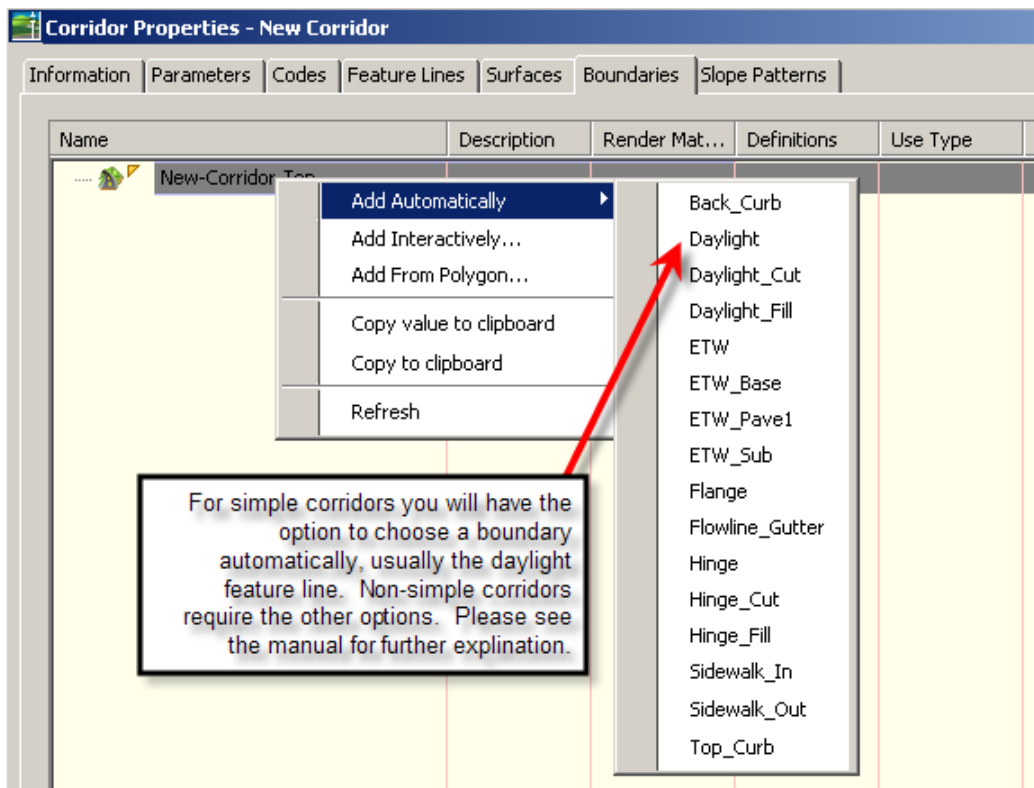 Corridor Properties - New Corridor
Information Parameters Codes Feature Lines Surfaces Boundaries Slope Patterns
Name Description Render Mat... Definitions Use Type
New-Corridor Top
Add Automatically
Add Interactively...
Add From Polygon...
Copy value to clipboard
Copy to clipboard
Refresh
Back_Curb
Daylight
Daylight_Cut
Daylight_Fill
ETW
ETW_Base
ETW_Pave1
ETW_Sub
Flange
Flowline_Gutter
Hinge
Hinge_Cut
Hinge_Fill
Sidewalk_In
Sidewalk_Out
Top_Curb
For simple corridors you will have the
option to choose a boundary
automatically, usually the daylight
feature line. Non-simple corridors
require the other options. Please see
the manual for further explination.